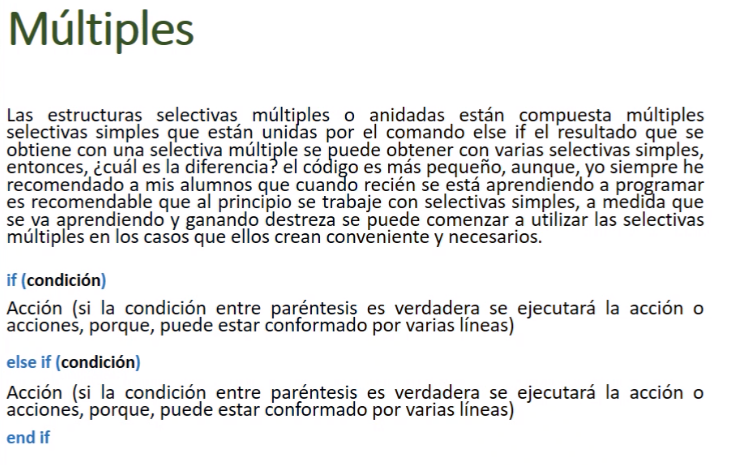 Múltiples
Las estructuras selectivas múltiples o anidadas están compuesta múltiples
selectivas simples que están unidas por el comando else if el resultado que se
obtiene con una selectiva múltiple se puede obtener con varias selectivas simples,
entonces, ¿cuál es la diferencia? el código es más pequeño, aunque, yo siempre he
recomendado a mis alumnos que cuando recién se está aprendiendo a programar
es recomendable que al principio se trabaje con selectivas simples, a medida que
se va aprendiendo y ganando destreza se puede comenzar a utilizar las selectivas
múltiples en los casos que ellos crean conveniente y necesarios.
if (condición)
Acción (si la condición entre paréntesis es verdadera se ejecutará la acción o
acciones, porque, puede estar conformado por varias líneas)
else if (condición)
Acción (si la condición entre paréntesis es verdadera se ejecutará la acción o
acciones, porque, puede estar conformado por varias líneas)
end if